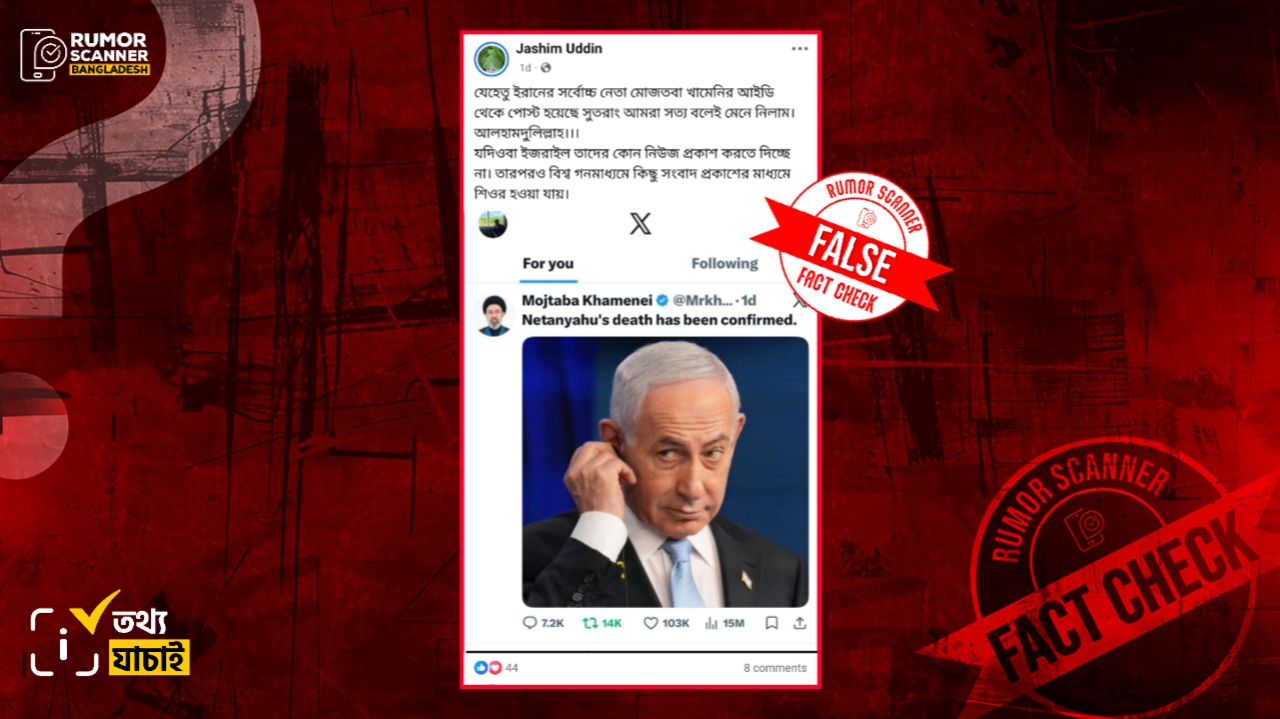 RUMOR
SCANNER
BANGLADESH
Jashim Uddin
1d
যেহেতু ইরানের সর্বোচ্চ নেতা মোজতবা খামেনির আইডি
থেকে পোস্ট হয়েছে সুতরাং আমরা সত্য বলেই মেনে নিলাম।
আলহামদুলিল্লাহ।।।
যদিওবা ইজরাইল তাদের কোন নিউজ প্রকাশ করতে দিচ্ছে
না। তারপরও বিশ্ব গনমাধ্যমে কিছু সংবাদ প্রকাশের মাধ্যমে
শিওর হওয়া যায়।
For you
Following
Mojtaba Khamenei @Mrkh... · 1d
Netanyahu's death has been confirmed.
7.2K 14K 103K 15M
44
8 comments
RUMOR SCANNER
FALSE
FACT CHECK
RUMOR SCANNER
FACT CHECK
তথ্য
যাচাই